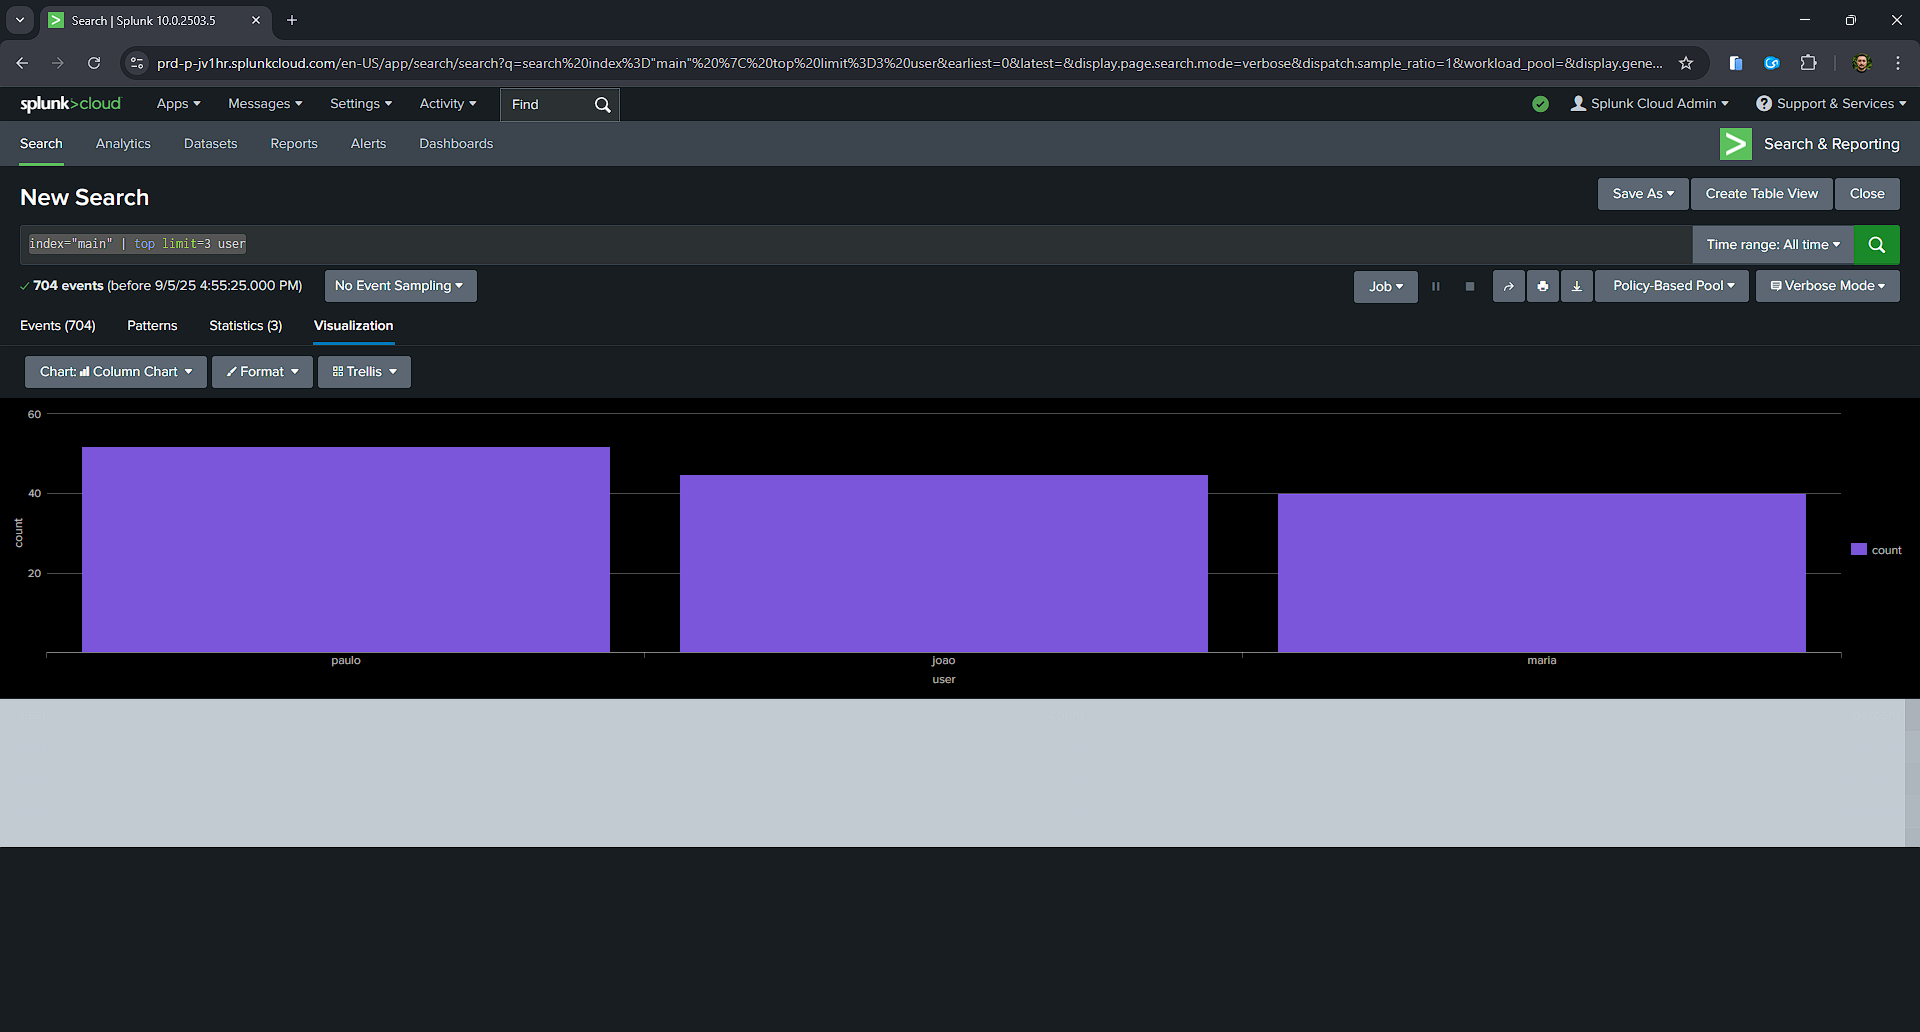 Search | Splunk 10.0.2503.5
prd-p-jv1hr.splunkcloud.com/en-US/app/search/search?q=search%20index%3D"main"%20%7C%20top%20limit%3D3%20user&earliest=0&latest=&display.page.search.mode=verbose&dispatch.sample_ratio=1&workload_pool=&display.gene...
splunk>cloud Apps Messages Settings Activity Find Splunk Cloud Admin Support & Services
Search Analytics Datasets Reports Alerts Dashboards Search & Reporting
New Search Save As Create Table View Close
index="main" | top limit=3 user Time range: All time
704 events (before 9/5/25 4:55:25.000 PM) No Event Sampling Job Policy-Based Pool Verbose Mode
Events (704) Patterns Statistics (3) Visualization
Chart: Column Chart Format Trellis
60
40
20
count
count
paulo joao maria
user